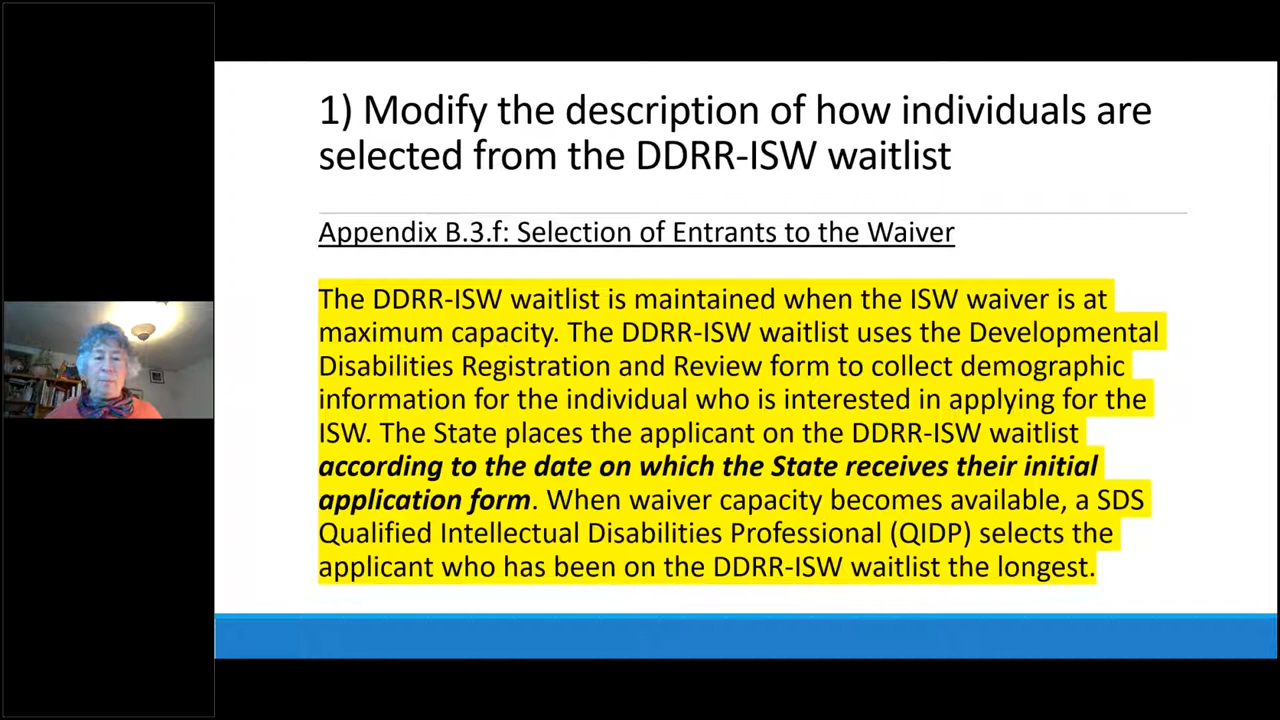 1) Modify the description of how individuals are
selected from the DDRR-ISW waitlist
Appendix B.3.f: Selection of Entrants to the Waiver
The DDRR-ISW waitlist is maintained when the ISW waiver is at
maximum capacity. The DDRR-ISW waitlist uses the Developmental
Disabilities Registration and Review form to collect demographic
information for the individual who is interested in applying for the
ISW. The State places the applicant on the DDRR-ISW waitlist
according to the date on which the State receives their initial
application form. When waiver capacity becomes available, a SDS
Qualified Intellectual Disabilities Professional (QIDP) selects the
applicant who has been on the DDRR-ISW waitlist the longest.